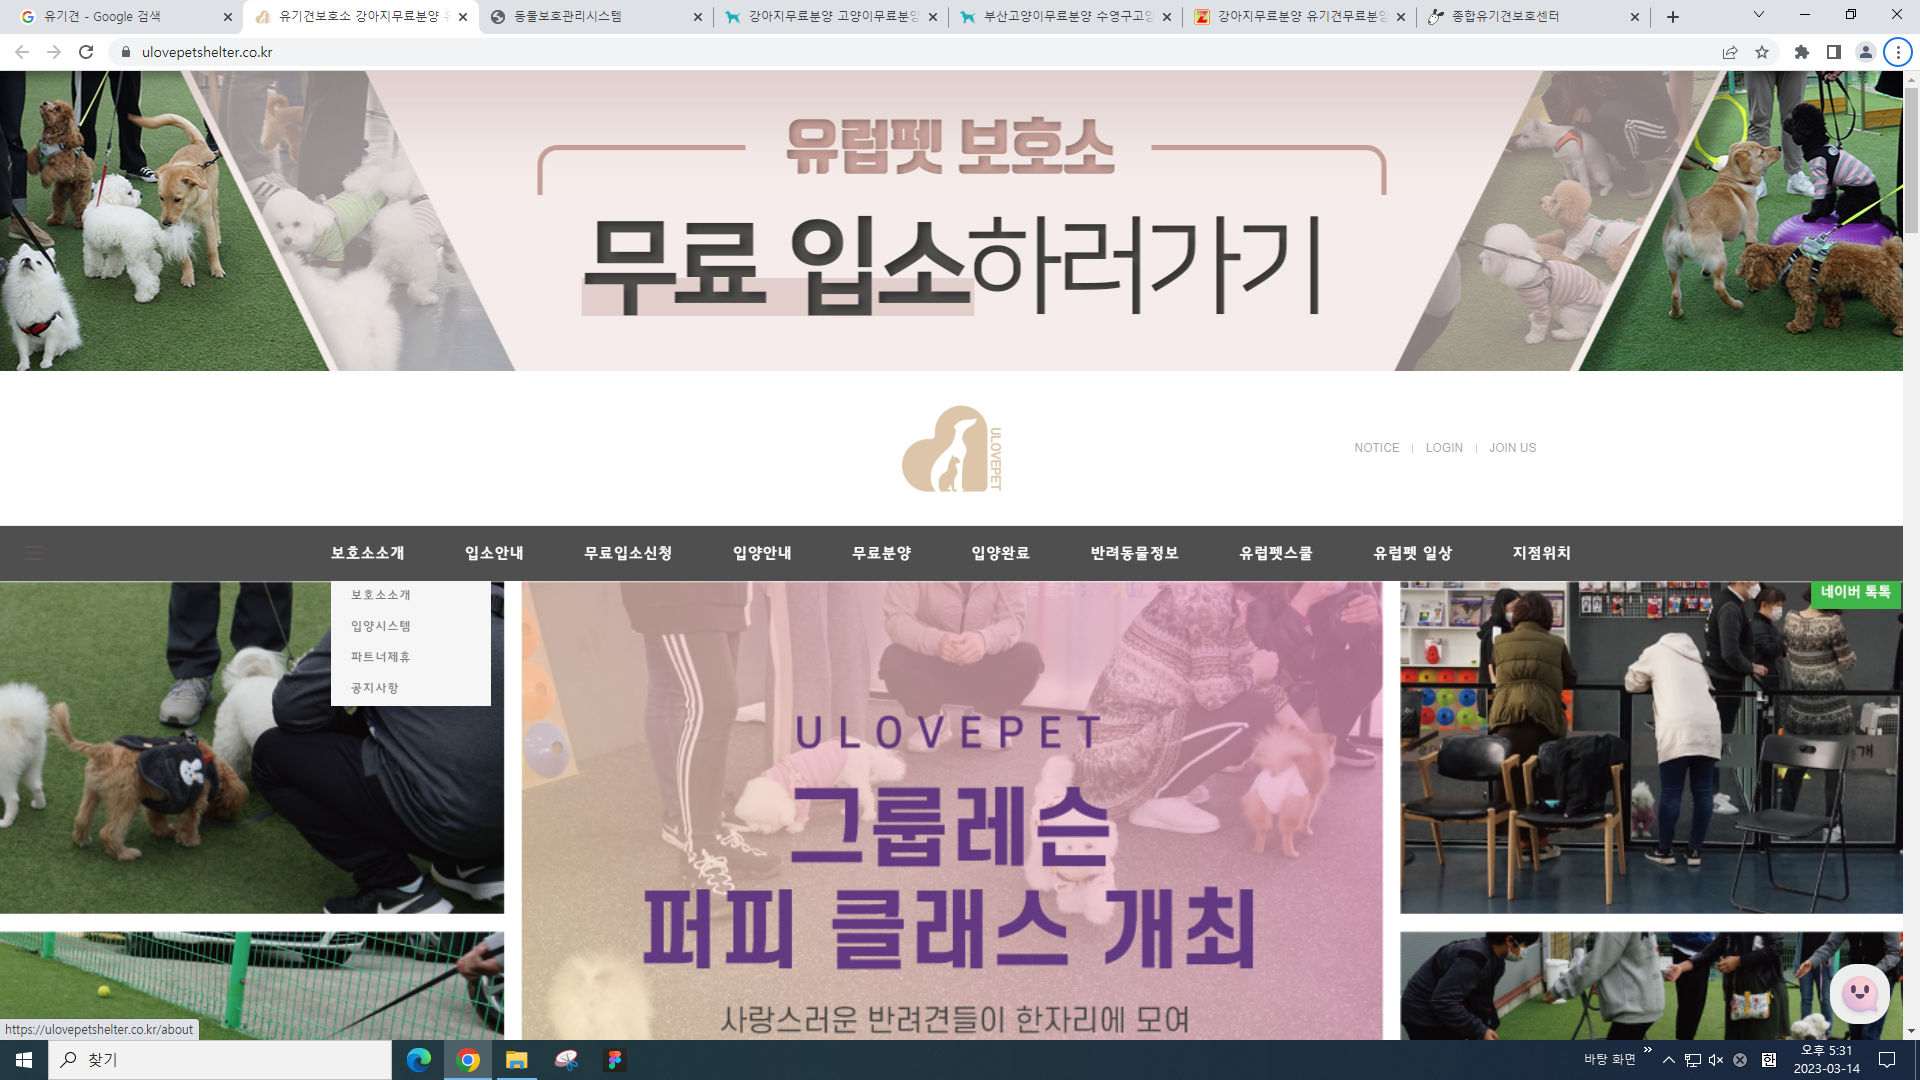 유기견 - Google 검색
유기견보호소 강아지무료분양
동물보호관리시스템
강아지무료분양 고양이무료분양
부산고양이무료분양 수영구고양
강아지무료분양 유기견무료분양
종합유기견보호센터
ulovepetshelter.co.kr
유럽펫 보호소
무료 입소하러가기
ULOVEPET
NOTICE | LOGIN | JOIN US
보호소소개 입소안내 무료입소신청 입양안내 무료분양 입양완료 반려동물정보 유럽펫스쿨 유럽펫 일상 지점위치
보호소소개
입양시스템
파트너제휴
공지사항
네이버 톡톡
ULOVEPET
그룹레슨
퍼피 클래스 개최
사랑스러운 반려견들이 한자리에 모여
https://ulovepetshelter.co.kr/about
찾기
바탕 화면
한
오후 5:31
2023-03-14